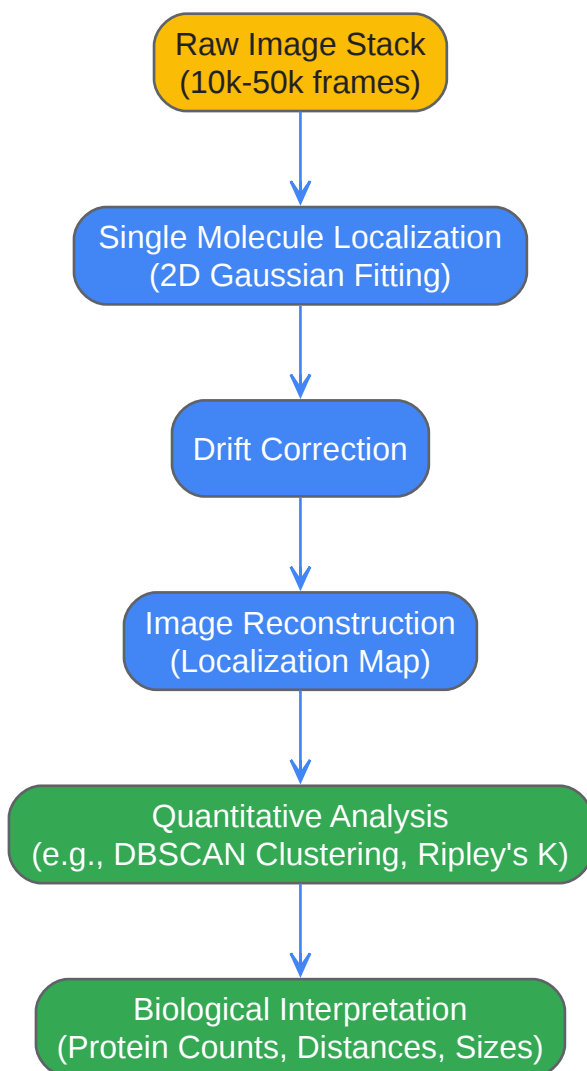 Raw Image Stack
(10k-50k frames)
Single Molecule Localization
(2D Gaussian Fitting)
Drift Correction
Image Reconstruction
(Localization Map)
Quantitative Analysis
(e.g., DBSCAN Clustering, Ripley's K)
Biological Interpretation
(Protein Counts, Distances, Sizes)